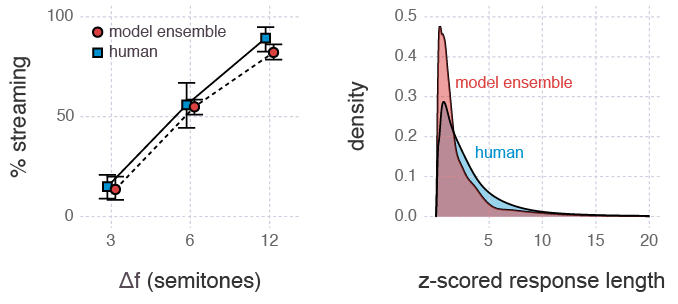 100
50
0
% streaming
model ensemble
human
3
6
12
Δf (semitones)
0.5
0.4
0.3
0.2
0.1
0.0
density
model ensemble
human
5
10
15
20
z-scored response length